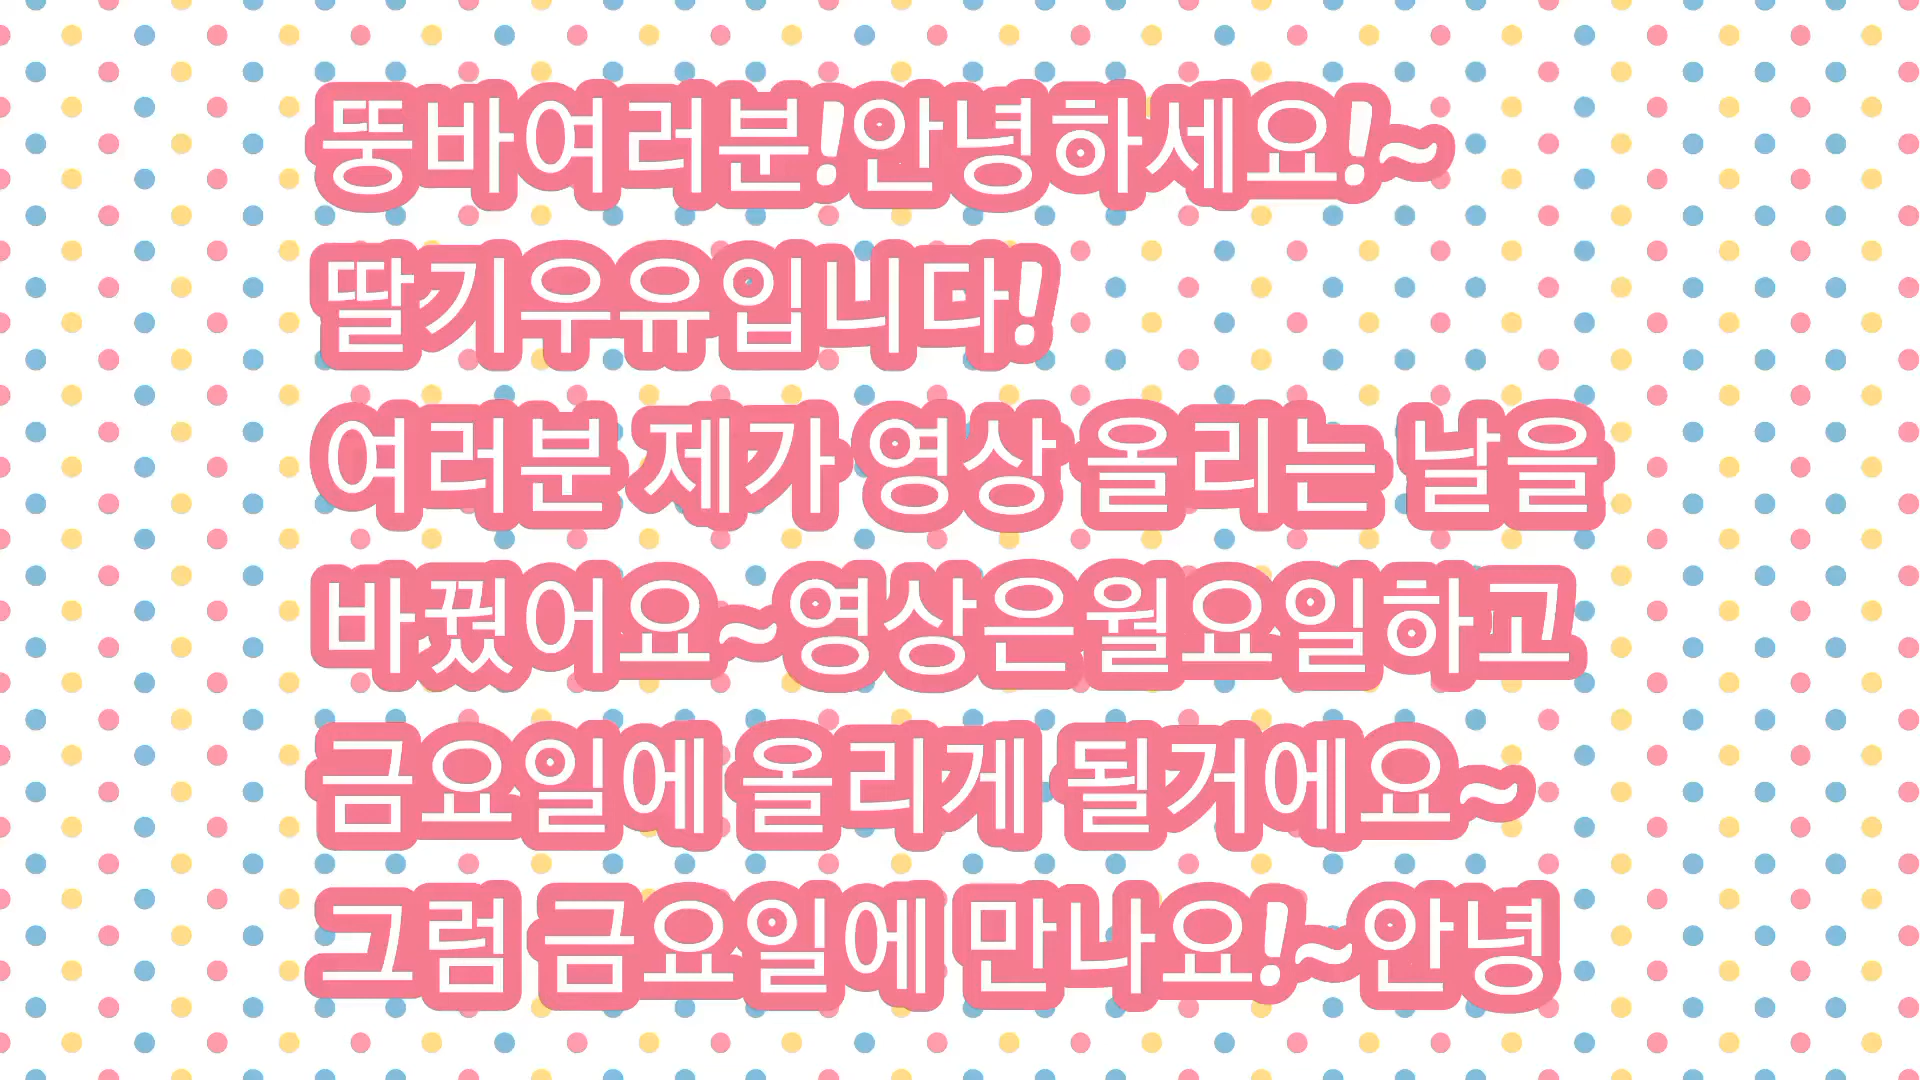 뚱바여러분!안녕하세요!~
딸기우유입니다!
여러분 제가 영상 올리는 날을
바꿨어요~영상은월요일하고
금요일에 올리게 될거에요~
그럼 금요일에 만나요!~안녕